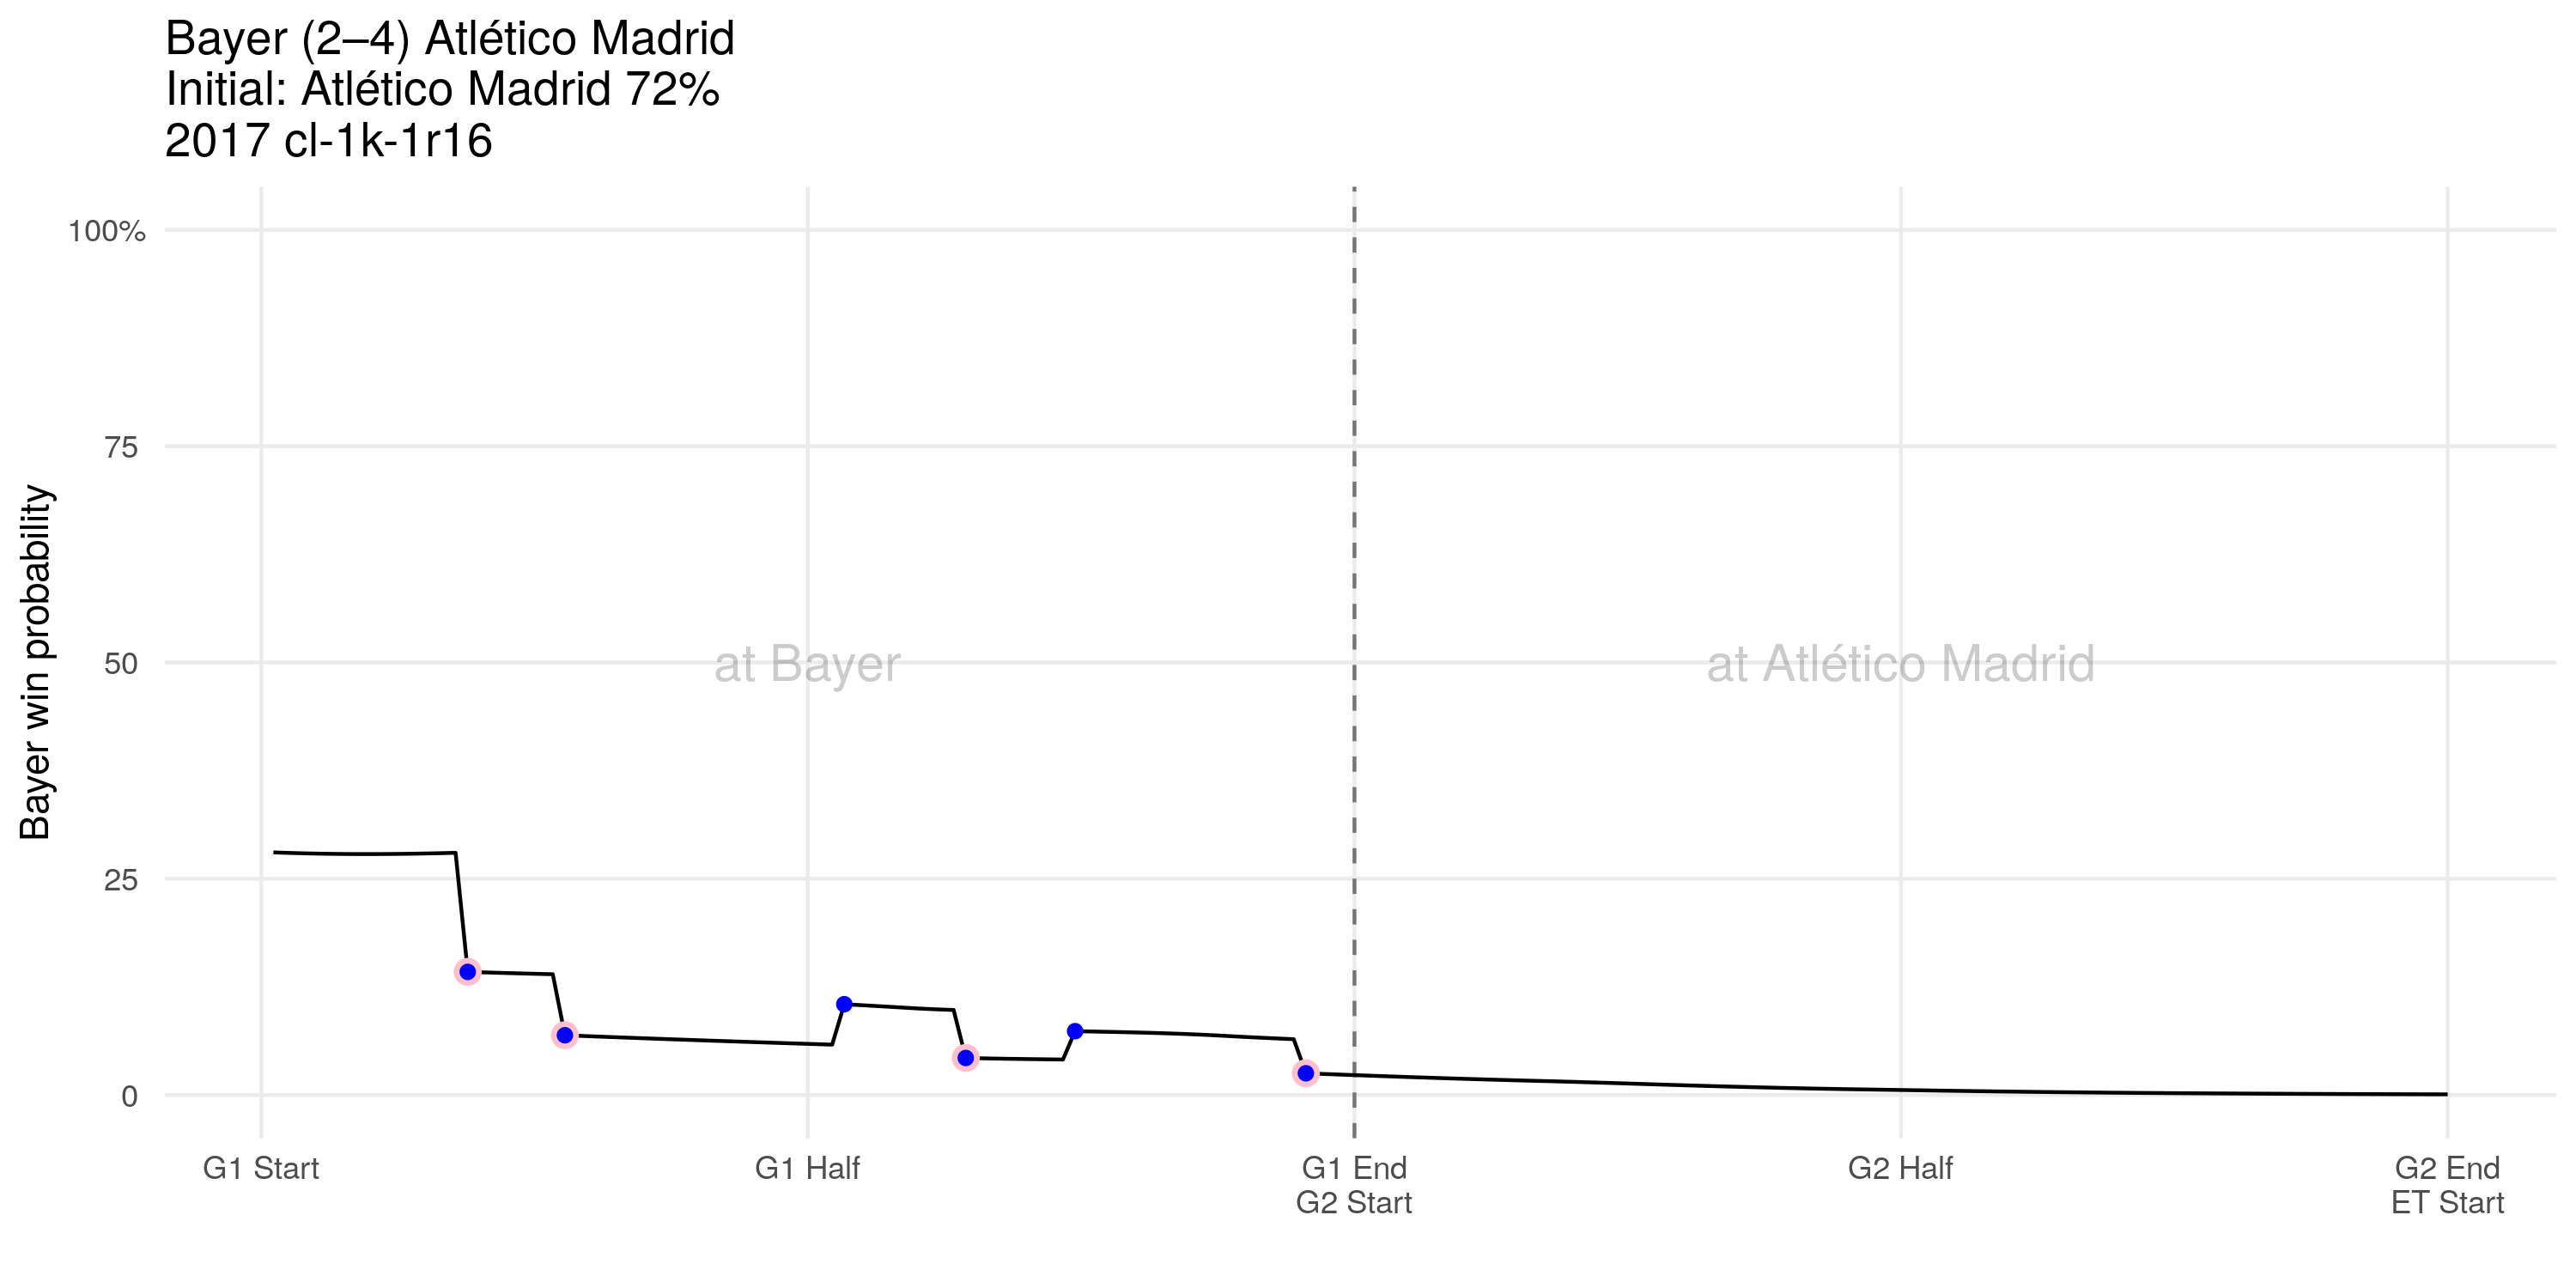 Bayer (2–4) Atlético Madrid
Initial: Atlético Madrid 72%
2017 cl-1k-1r16
Bayer win probability
100%
75
50
25
0
at Bayer
at Atlético Madrid
G1 Start
G1 Half
G1 End
G2 Start
G2 Half
G2 End
ET Start